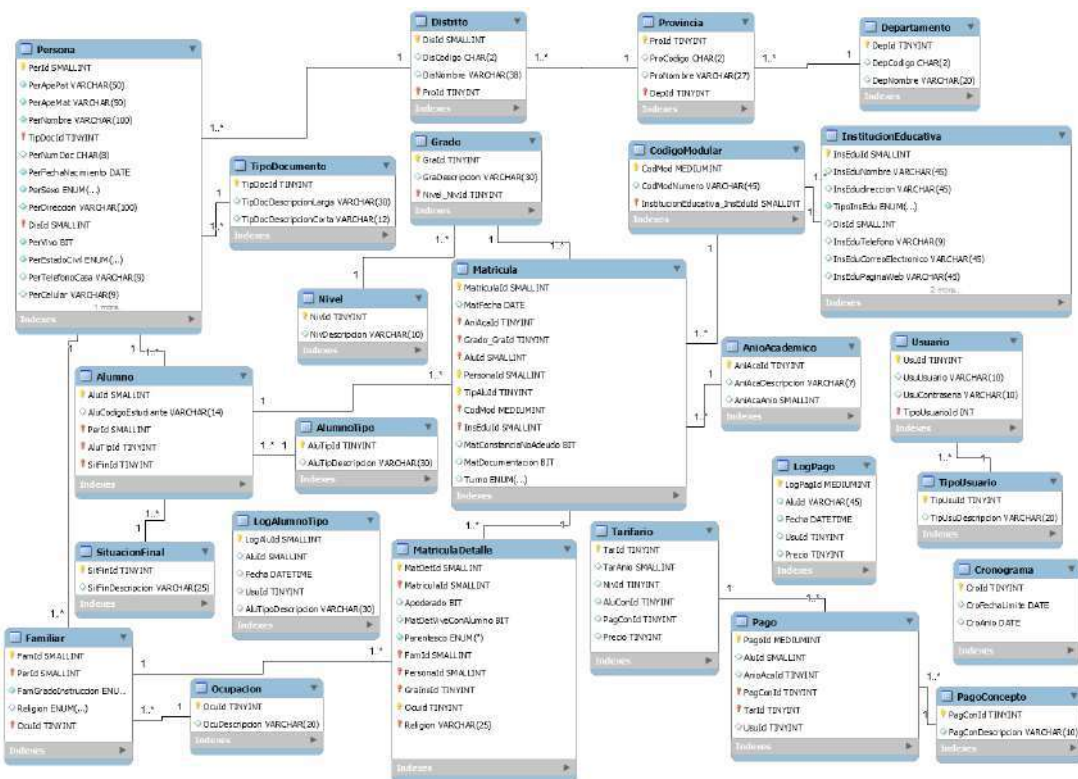 Persona
PerId SMALLINT
PerApePat VARCHAR(50)
PerApeMat VARCHAR(50)
PerNombre VARCHAR(100)
TipDocId TINYINT
PerNumDoc CHAR(8)
PerFechaNacimiento DATE
PerSexo ENUM(...)
PerDireccion VARCHAR(100)
DisId SMALLINT
PerVivo BIT
PerEstadoCivil ENUM(...)
PerTelefonoCasa VARCHAR(9)
PerCelular VARCHAR(9)
1 more...
Indexes
Distrito
DisId SMALLINT
DisCodigo CHAR(2)
DisNombre VARCHAR(38)
ProId TINYINT
Indexes
Provincia
ProId TINYINT
ProCodigo CHAR(2)
ProNombre VARCHAR(27)
DepId TINYINT
Indexes
Departamento
DepId TINYINT
DepCodigo CHAR(2)
DepNombre VARCHAR(20)
Indexes
TipoDocumento
TipDocId TINYINT
TipDocDescripcionLarga VARCHAR(30)
TipDocDescripcionCorta VARCHAR(12)
Indexes
Grado
GraId TINYINT
GraDescripcion VARCHAR(30)
Nivel_NivId TINYINT
Indexes
CodigoModular
CodMod MEDIUMINT
CodModNumero VARCHAR(45)
InstitucionEducativa_InsEduId SMALLINT
Indexes
InstitucionEducativa
InsEduId SMALLINT
InsEduNombre VARCHAR(45)
InsEdudireccion VARCHAR(45)
TipoInsEdu ENUM(...)
DisId SMALLINT
InsEduTelefono VARCHAR(9)
InsEduCorreoElectronico VARCHAR(45)
InsEduPaginaWeb VARCHAR(45)
2 more...
Indexes
Nivel
NivId TINYINT
NivDescripcion VARCHAR(10)
Indexes
Matricula
MatriculaId SMALLINT
MatFecha DATE
AniAcaId TINYINT
Grado_GraId TINYINT
AluId SMALLINT
PersonaId SMALLINT
TipAluId TINYINT
CodMod MEDIUMINT
InsEduId SMALLINT
MatConstanciaNoAdeudo BIT
MatDocumentacion BIT
Turno ENUM(...)
Indexes
AnioAcademico
AniAcaId TINYINT
AniAcaDescripcion VARCHAR(7)
AniAcaAnio SMALLINT
Indexes
Usuario
UsuId TINYINT
UsuUsuario VARCHAR(10)
UsuContrasena VARCHAR(10)
TipoUsuarioId INT
Indexes
Alumno
AluId SMALLINT
AluCodigoEstudiante VARCHAR(14)
PerId SMALLINT
AluTipId TINYINT
SitFinId TINYINT
Indexes
AlumnoTipo
AluTipId TINYINT
AluTipDescripcion VARCHAR(30)
Indexes
LogPago
LogPagId MEDIUMINT
AluId VARCHAR(45)
Fecha DATETIME
UsuId TINYINT
Precio TINYINT
Indexes
TipoUsuario
TipUsuId TINYINT
TipUsuDescripcion VARCHAR(20)
Indexes
SituacionFinal
SitFinId TINYINT
SitFinDescripcion VARCHAR(25)
Indexes
LogAlumnoTipo
LogAluId SMALLINT
AluId SMALLINT
Fecha DATETIME
UsuId TINYINT
AluTipoDescripcion VARCHAR(30)
Indexes
MatriculaDetalle
MatDetId SMALLINT
MatriculaId SMALLINT
Apoderado BIT
MatDetViveConAlumno BIT
Parentesco ENUM(*)
FamId SMALLINT
PersonaId SMALLINT
GraInsId TINYINT
OcuId TINYINT
Religion VARCHAR(25)
Indexes
Tarifario
TarId TINYINT
TarAnio SMALLINT
NivId TINYINT
AluConId TINYINT
PagConId TINYINT
Precio TINYINT
Indexes
Cronograma
CroId TINYINT
CroFechaLimite DATE
CroAnio DATE
Indexes
Familiar
FamId SMALLINT
PerId SMALLINT
FamGradoInstruccion ENU...
Religion ENUM(...)
OcuId TINYINT
Indexes
Ocupacion
OcuId TINYINT
OcuDescripcion VARCHAR(20)
Indexes
Pago
PagoId MEDIUMINT
AluId SMALLINT
AnioAcaId TINYINT
PagConId TINYINT
TarId TINYINT
UsuId TINYINT
Indexes
PagoConcepto
PagConId TINYINT
PagConDescripcion VARCHAR(10)
Indexes